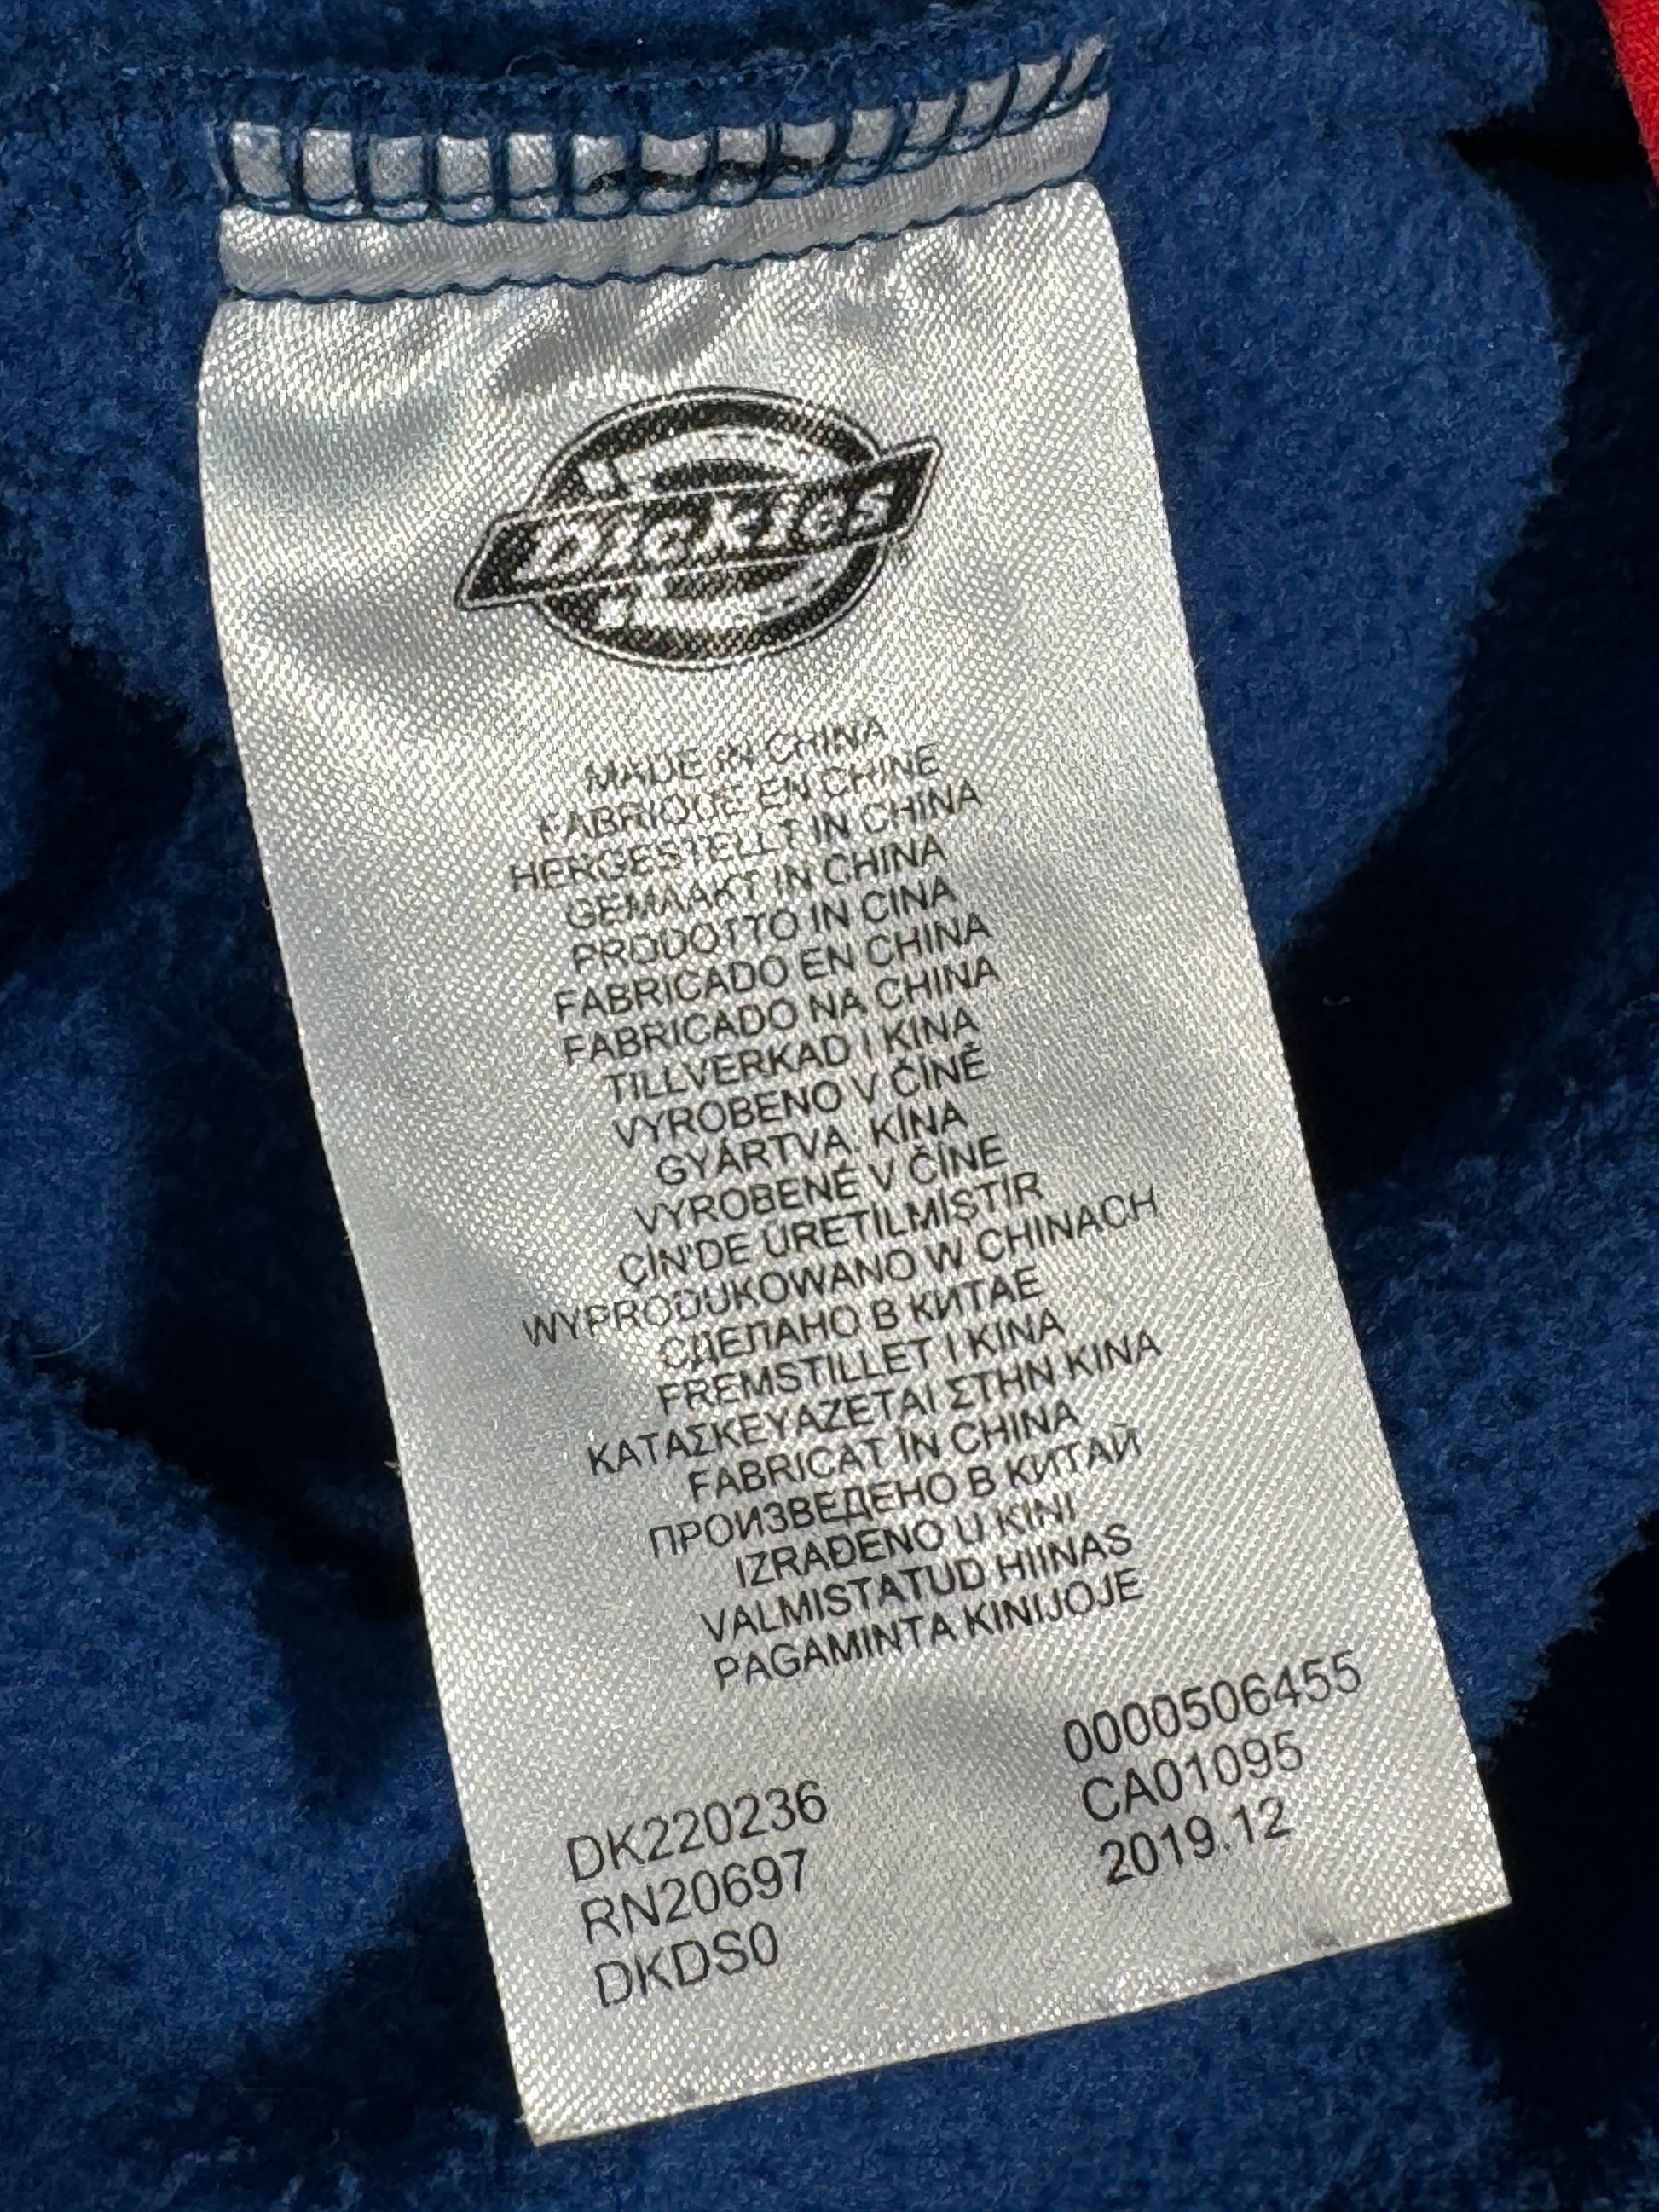 Dickies
MADE IN CHINA
FABRIQUÉ EN CHINE
HERGESTELLT IN CHINA
GEMAAKT IN CHINA
PRODOTTO IN CINA
FABRICADO EN CHINA
FABRICADO NA CHINA
TILLVERKAD I KINA
VYROBENO V ČÍNĚ
GYÁRTVA: KÍNA
VYROBENÉ V ČÍNE
ÇİN'DE ÜRETİLMİŞTİR
WYPRODUKOWANO W CHINACH
СДЕЛАНО В КИТАЕ
FREMSTILLET I KINA
ΚΑΤΑΣΚΕΥΑΖΕΤΑΙ ΣΤΗΝ ΚΙΝΑ
FABRICAT ÎN CHINA
ПРОИЗВЕДЕНО В КИТАЙ
IZRAĐENO U KINI
VALMISTATUD HIINAS
PAGAMINTA KINIJOJE
0000506455
CA01095
2019.12
DK220236
RN20697
DKDS0